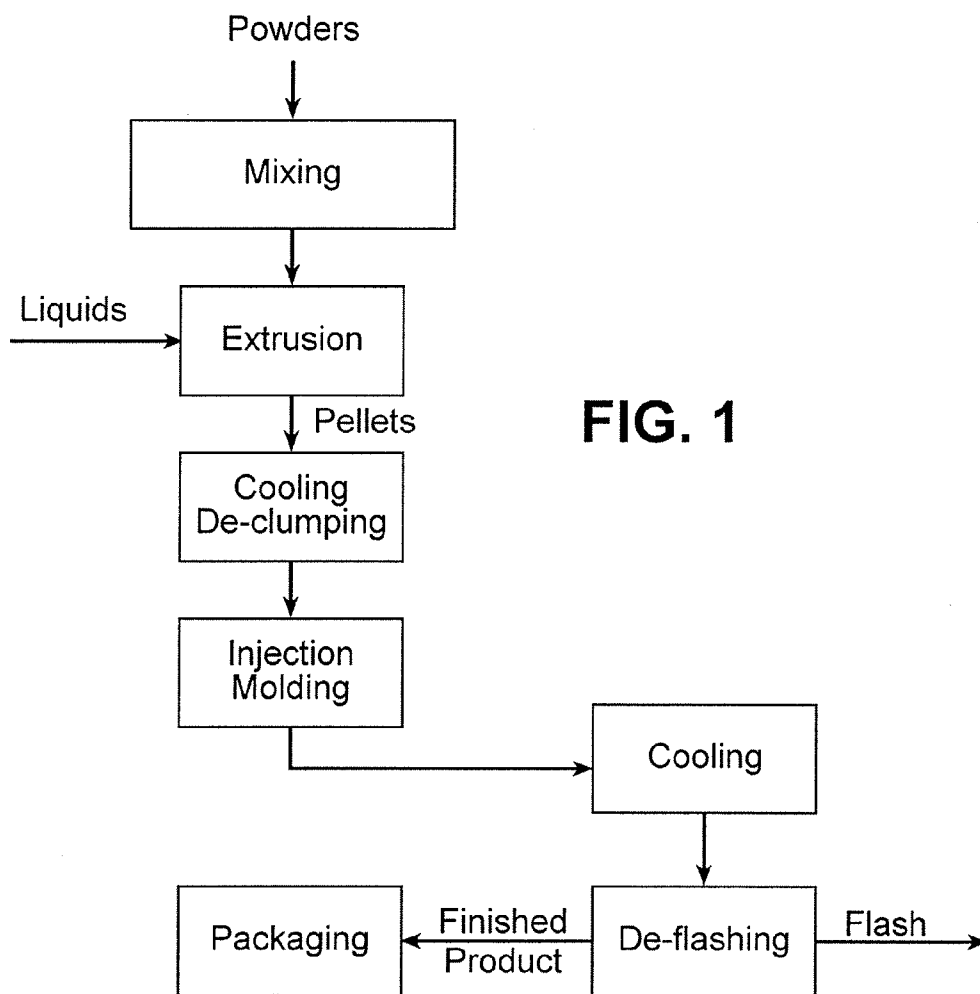 Powders
Mixing
Liquids
Extrusion
Pellets
FIG. 1
Cooling
De-clumping
Injection
Molding
Cooling
Packaging
Finished
Product
De-flashing
Flash